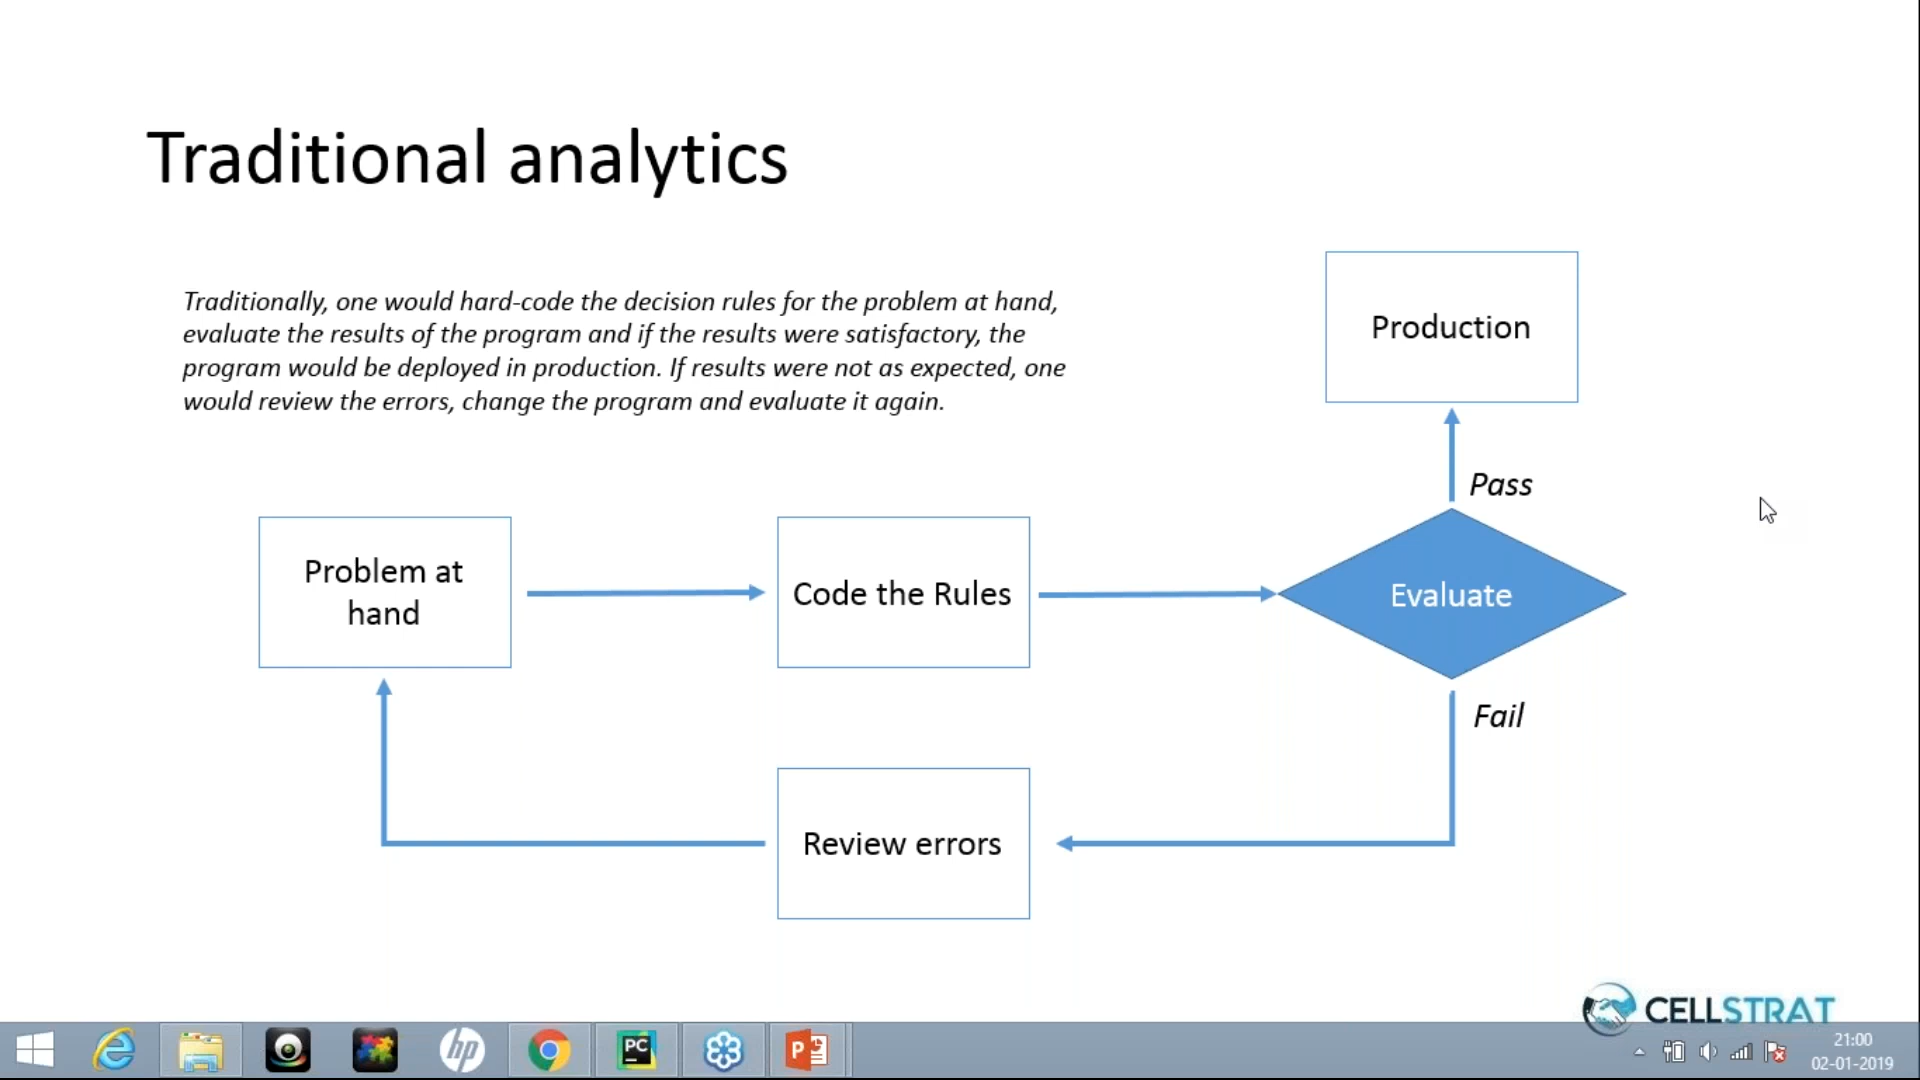 Traditional analytics
Traditionally, one would hard-code the decision rules for the problem at hand,
evaluate the results of the program and if the results were satisfactory, the
program would be deployed in production. If results were not as expected, one
would review the errors, change the program and evaluate it again.
Production
Pass
Problem at
hand
Code the Rules
Evaluate
Fail
Review errors
CELLSTRAT
hp
PC
P
21:00
02-01-2019